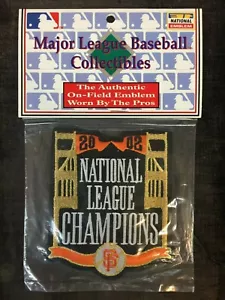 NATIONAL
Major League Baseball
Collectibles
The Authentic
On-Field Emblem
Worn By The Pros
20 02
NATIONAL
LEAGUE
CHAMPIONS
SF